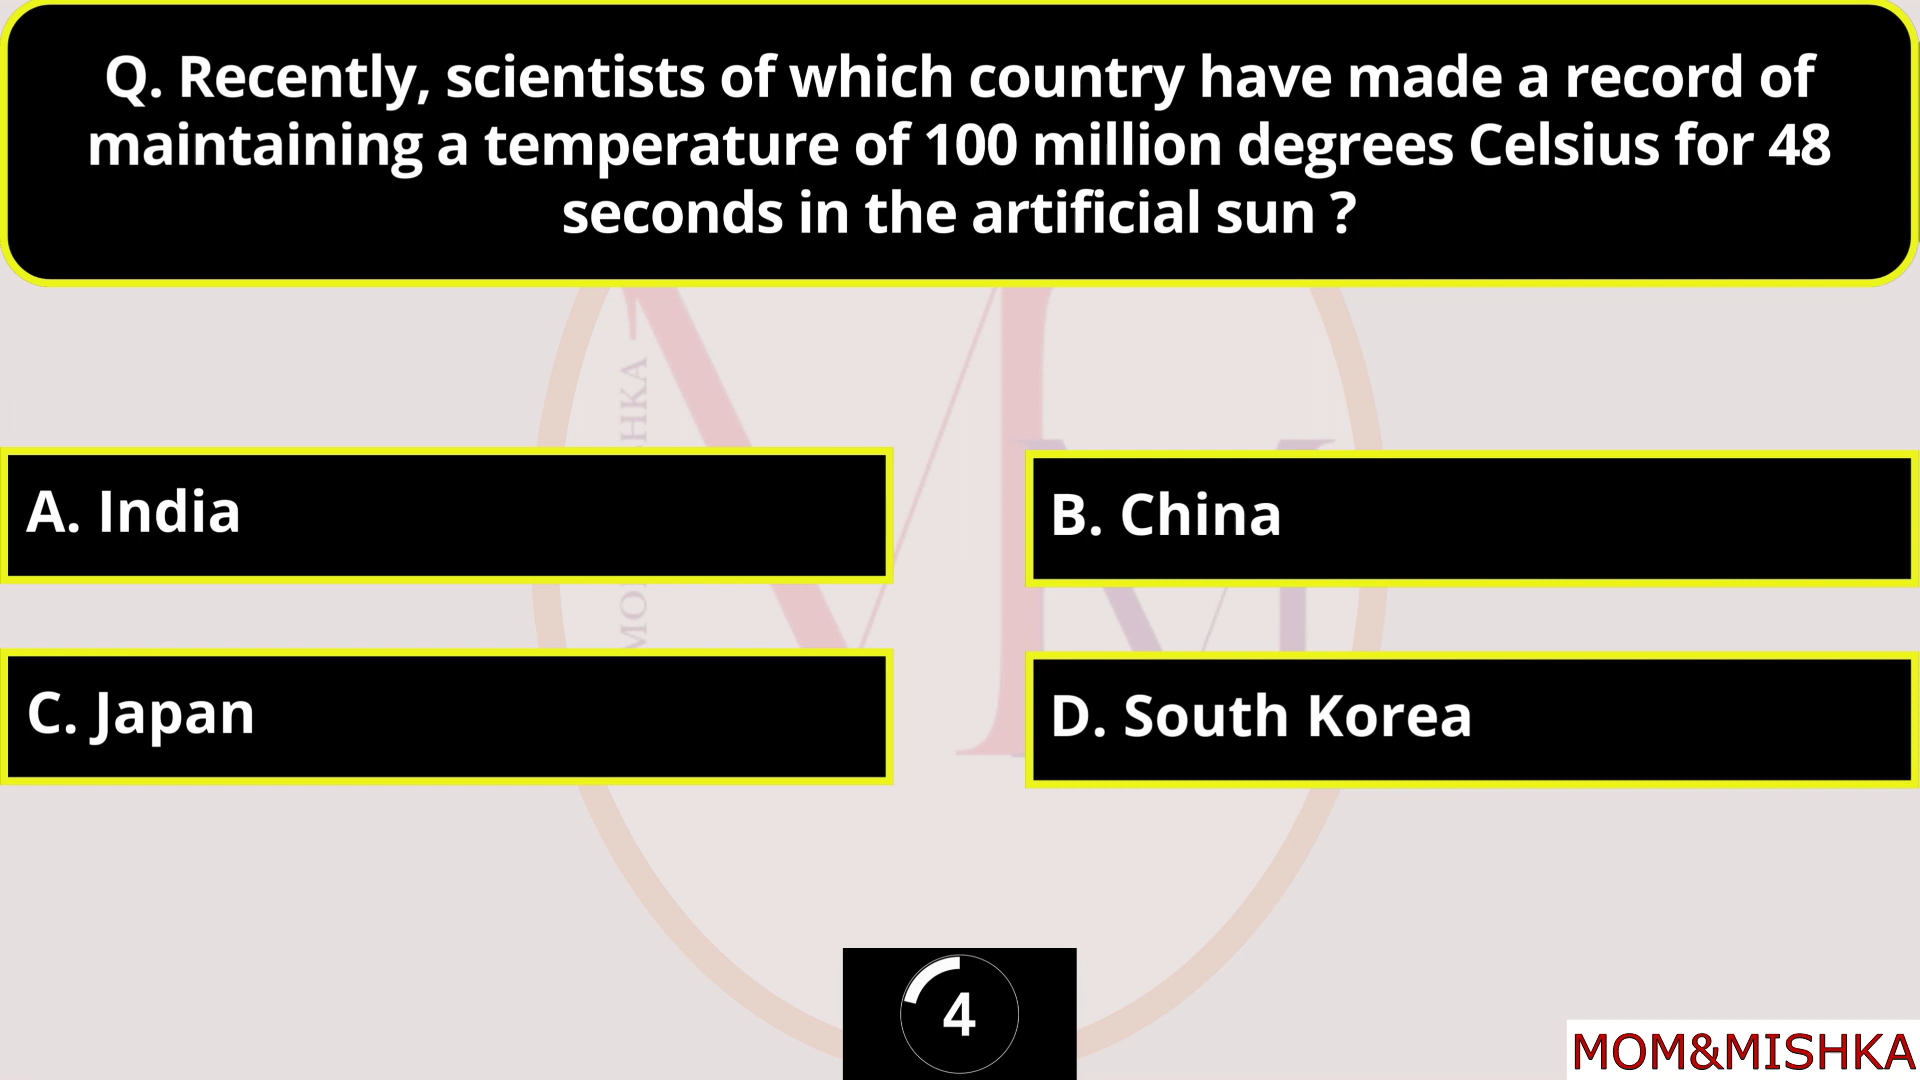 Q. Recently, scientists of which country have made a record of
maintaining a temperature of 100 million degrees Celsius for 48
seconds in the artificial sun ?
A. India
B. China
C. Japan
D. South Korea
4
MOM&MISHKA